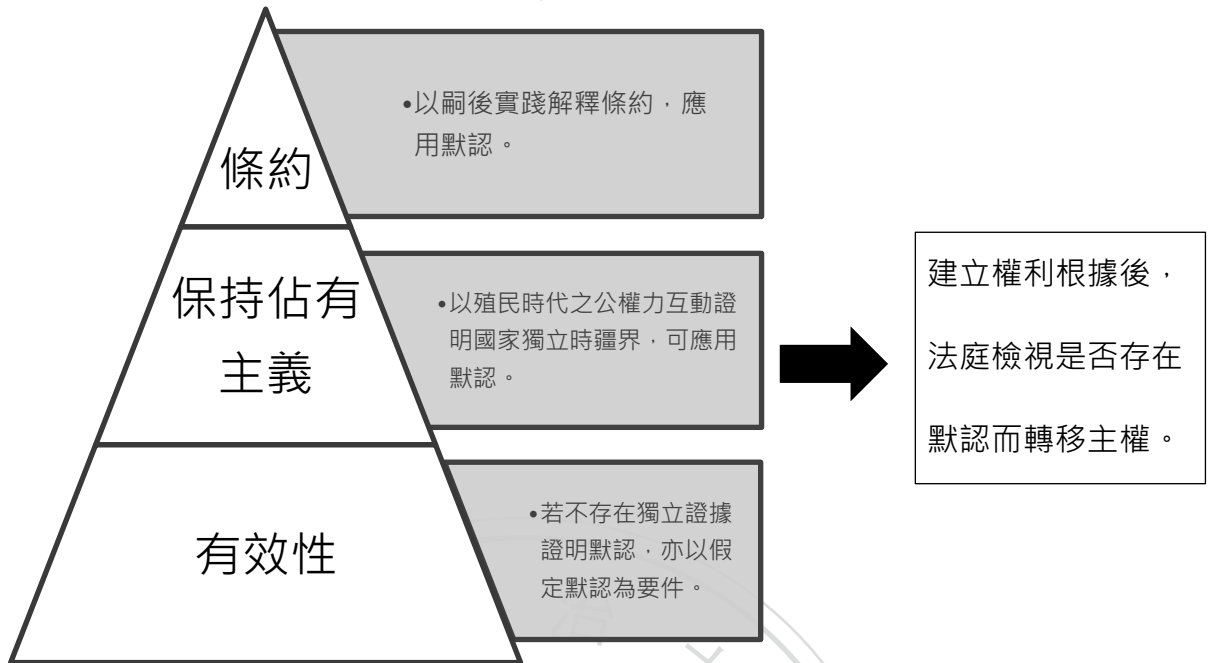 條約
•以嗣後實踐解釋條約，應
用默認。
保持佔有
主義
•以殖民時代之公權力互動證
明國家獨立時疆界，可應用
默認。
有效性
•若不存在獨立證據
證明默認，亦以假
定默認為要件。
建立權利根據後，
法庭檢視是否存在
默認而轉移主權。